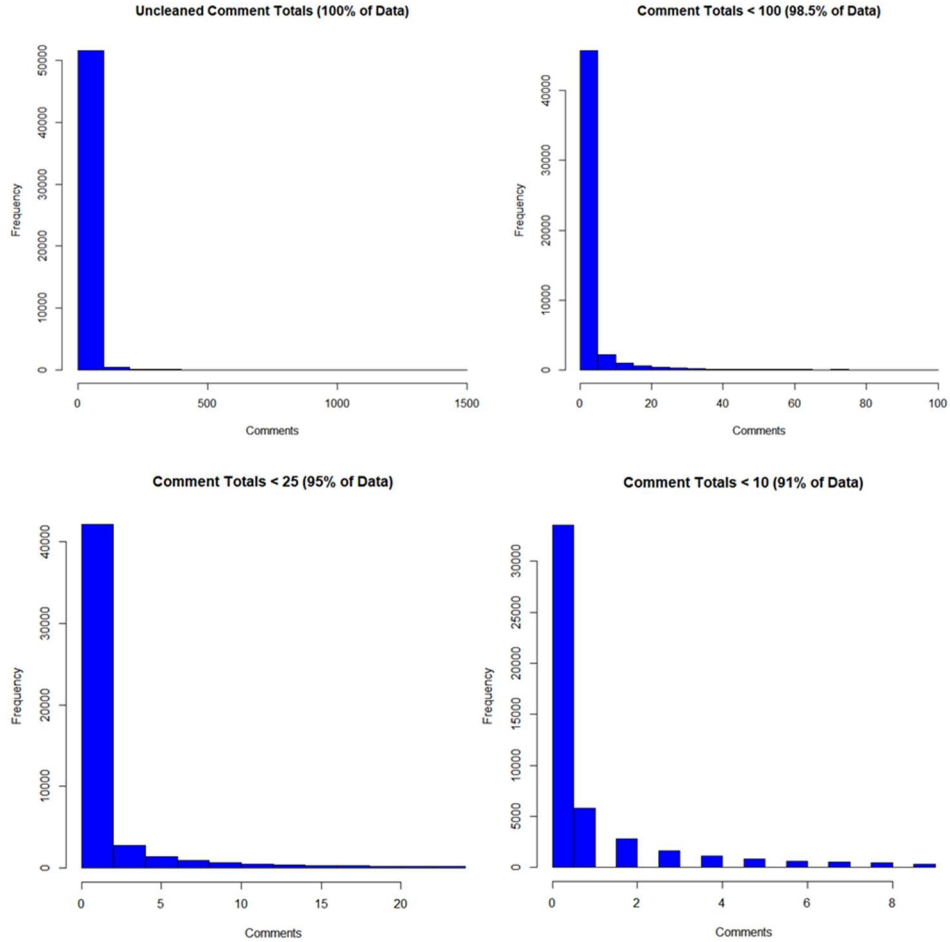 Uncleaned Comment Totals (100% of Data)
50000
40000
30000
20000
10000
0
Frequency
0 500 1000 1500
Comments
Comment Totals < 100 (98.5% of Data)
40000
30000
20000
10000
0
Frequency
0 20 40 60 80 100
Comments
Comment Totals < 25 (95% of Data)
40000
30000
20000
10000
0
Frequency
0 5 10 15 20
Comments
Comment Totals < 10 (91% of Data)
30000
25000
20000
15000
10000
5000
0
Frequency
0 2 4 6 8
Comments